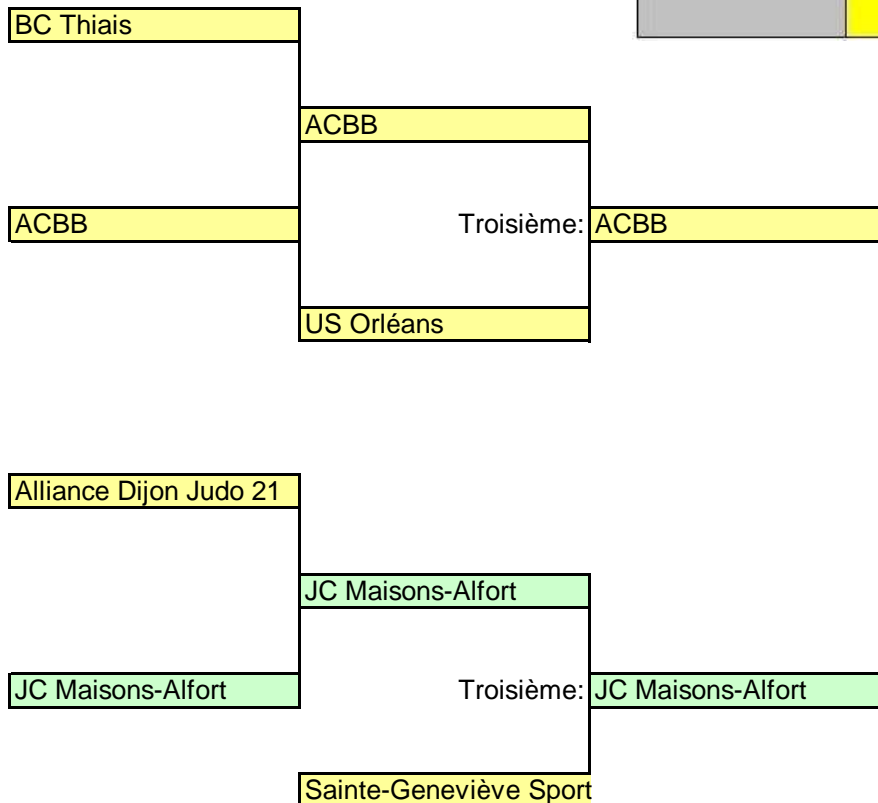 BC Thiais
ACBB
ACBB
Troisième: ACBB
US Orléans
Alliance Dijon Judo 21
JC Maisons-Alfort
JC Maisons-Alfort
Troisième: JC Maisons-Alfort
Sainte-Geneviève Sport